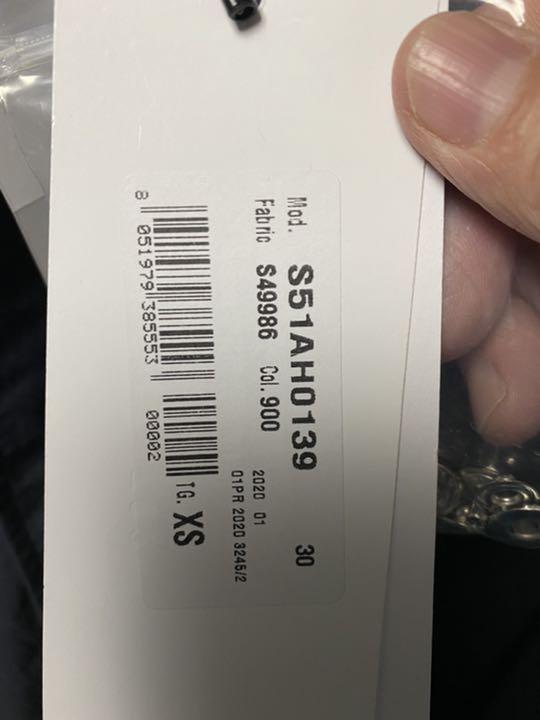 Mod. S51AH0139 30
Fabric S49986 Col. 900
2020 01
01PR 2020 3245/2
TG. XS
8 051979 385553 00002